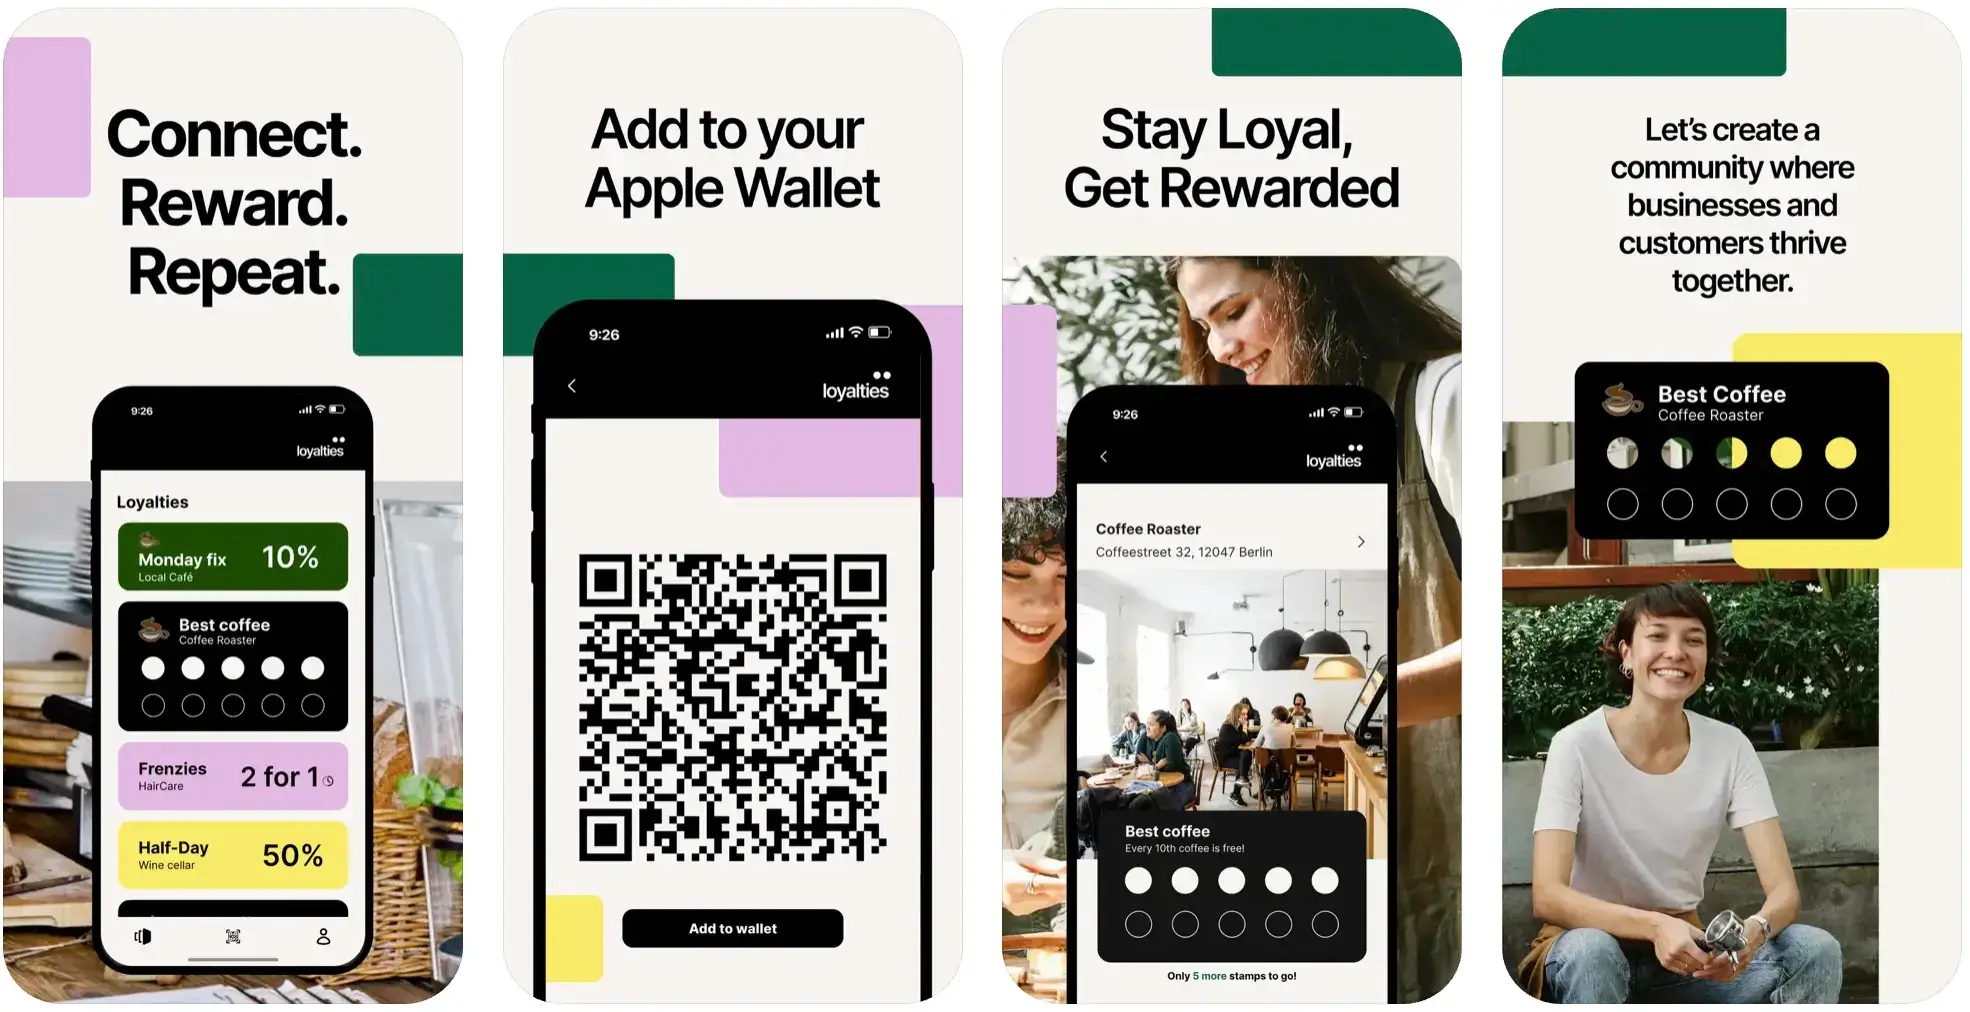 Connect.
Reward.
Repeat.
9:26
loyalties
Loyalties
Monday fix
Local Café
10%
Best coffee
Coffee Roaster
Frenzies
HairCare
2 for 1
Half-Day
Wine cellar
50%
Add to your
Apple Wallet
9:26
loyalties
Add to wallet
Stay Loyal,
Get Rewarded
9:26
loyalties
Coffee Roaster
Coffeestreet 32, 12047 Berlin
Best coffee
Every 10th coffee is free!
Only 5 more stamps to go!
Let's create a
community where
businesses and
customers thrive
together.
Best Coffee
Coffee Roaster